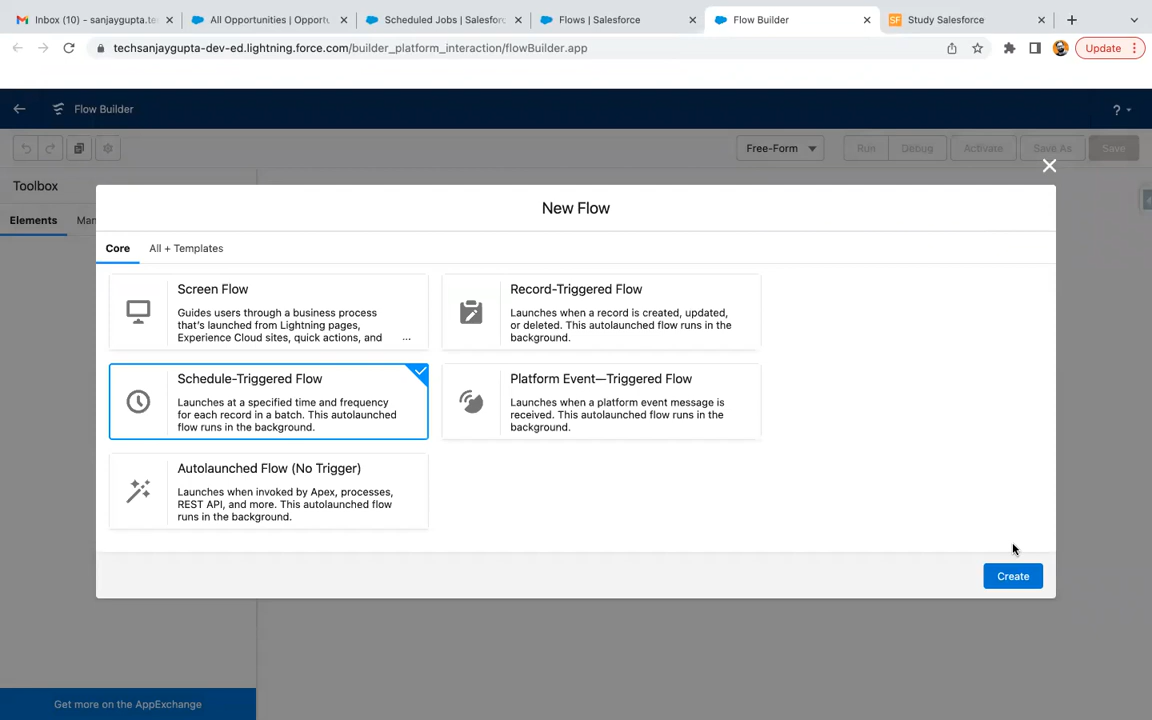 Inbox (10) - sanjaygupta.te
All Opportunities | Opportu
Scheduled Jobs | Salesforc
Flows | Salesforce
Flow Builder
SF
Study Salesforce
techsanjaygupta-dev-ed.lightning.force.com/builder_platform_interaction/flowBuilder.app
Update
Flow Builder
?
Free-Form
Run
Debug
Activate
Save As
Save
Toolbox
Elements
Man
New Flow
Core
All + Templates
Screen Flow
Guides users through a business process
that's launched from Lightning pages,
Experience Cloud sites, quick actions, and ...
Record-Triggered Flow
Launches when a record is created, updated,
or deleted. This autolaunched flow runs in the
background.
Schedule-Triggered Flow
Launches at a specified time and frequency
for each record in a batch. This autolaunched
flow runs in the background.
Platform Event—Triggered Flow
Launches when a platform event message is
received. This autolaunched flow runs in the
background.
Autolaunched Flow (No Trigger)
Launches when invoked by Apex, processes,
REST API, and more. This autolaunched flow
runs in the background.
Create
Get more on the AppExchange